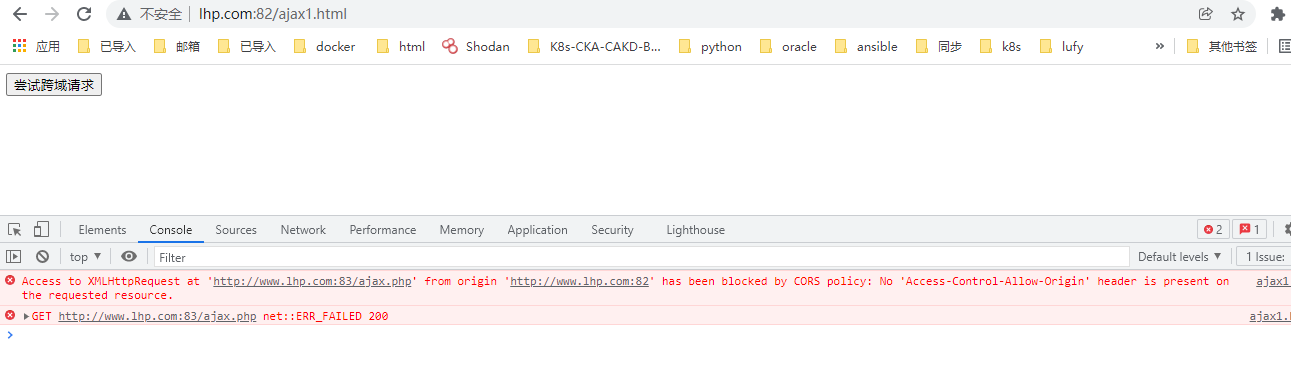 不安全 lhp.com:82/ajax1.html
应用 已导入 邮箱 已导入 docker html Shodan K8s-CKA-CAKD-B... python oracle ansible 同步 k8s lufy » 其他书签
尝试跨域请求
Elements Console Sources Network Performance Memory Application Security Lighthouse 2 1
top ▼ Filter Default levels ▼ 1 Issue:
Access to XMLHttpRequest at 'http://www.lhp.com:83/ajax.php' from origin 'http://www.lhp.com:82' has been blocked by CORS policy: No 'Access-Control-Allow-Origin' header is present on ajax1
the requested resource.
▶GET http://www.lhp.com:83/ajax.php net::ERR_FAILED 200 ajax1.